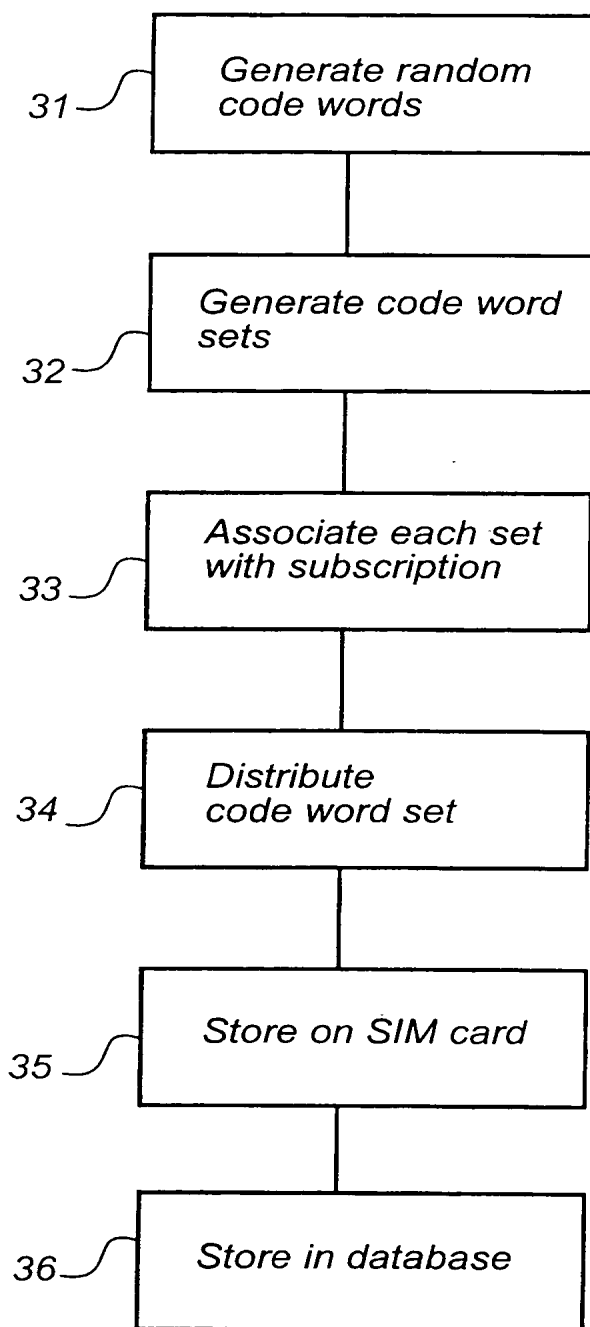 Generate random
code words
31
Generate code word
sets
32
Associate each set
with subscription
33
Distribute
code word set
34
Store on SIM card
35
Store in database
36